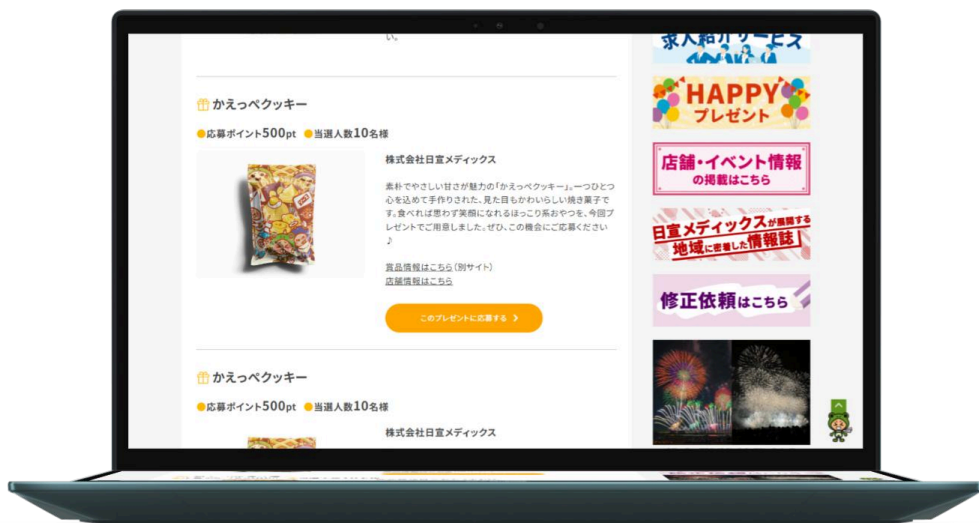 い。
かえっぺクッキー
●応募ポイント500pt ●当選人数10名様
株式会社日宣メディックス
素朴でやさしい甘さが魅力の「かえっぺクッキー」。一つひとつ
心を込めて手作りされた、見た目もかわいらしい焼き菓子で
す。食べれば思わず笑顔になれるほっこり系おやつを、今回プ
レゼントでご用意しました。ぜひ、この機会にご応募ください
♪
賞品情報はこちら(別サイト)
店舗情報はこちら
このプレゼントに応募する
かえっぺクッキー
●応募ポイント500pt ●当選人数10名様
株式会社日宣メディックス
求人紹介サービス
HAPPY
プレゼント
店舗・イベント情報
の掲載はこちら
日宣メディックスが展開する
地域に密着した情報誌
修正依頼はこちら